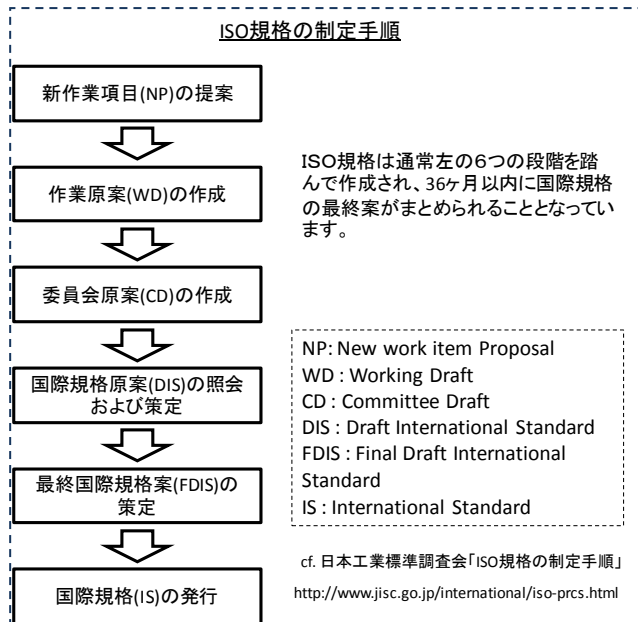 ISO規格の制定手順
新作業項目(NP)の提案
作業原案(WD)の作成
委員会原案(CD)の作成
国際規格原案(DIS)の照会
および策定
最終国際規格案(FDIS)の
策定
国際規格(IS)の発行
ISO規格は通常左の6つの段階を踏
んで作成され、36ヶ月以内に国際規格
の最終案がまとめられることとなってい
ます。
NP: New work item Proposal
WD : Working Draft
CD : Committee Draft
DIS : Draft International Standard
FDIS : Final Draft International
Standard
IS : International Standard
cf. 日本工業標準調査会「ISO規格の制定手順」
http://www.jisc.go.jp/international/iso-prcs.html